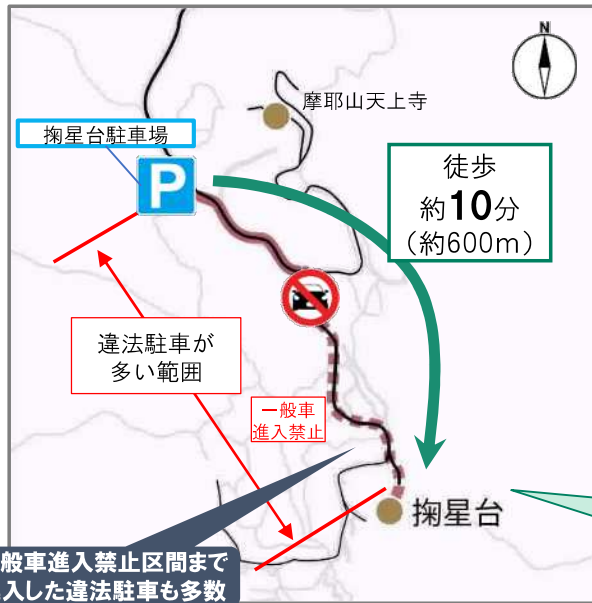 N
摩耶山天上寺
掬星台駐車場
P
徒歩
約10分
（約600m）
違法駐車が
多い範囲
一般車
進入禁止
掬星台
般車進入禁止区間まで
入した違法駐車も多数